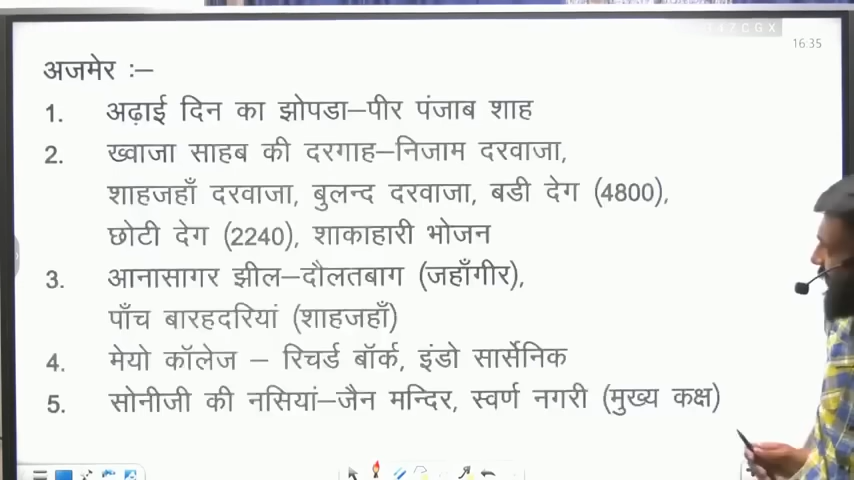 16:35
अजमेर :–
1. अढ़ाई दिन का झोपडा–पीर पंजाब शाह
2. ख्वाजा साहब की दरगाह–निजाम दरवाजा,
शाहजहाँ दरवाजा, बुलन्द दरवाजा, बडी देग (4800),
छोटी देग (2240), शाकाहारी भोजन
3. आनासागर झील–दौलतबाग (जहाँगीर),
पाँच बारहदरियां (शाहजहाँ)
4. मेयो कॉलेज – रिचर्ड बॉर्क, इंडो सार्सेनिक
5. सोनीजी की नसियां–जैन मन्दिर, स्वर्ण नगरी (मुख्य कक्ष)